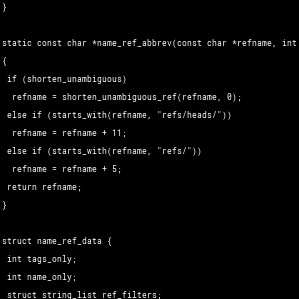 }
static const char *name_ref_abbrev(const char *refname, int
{
if (shorten_unambiguous)
refname = shorten_unambiguous_ref(refname, 0);
else if (starts_with(refname, "refs/heads/"))
refname = refname + 11;
else if (starts_with(refname, "refs/"))
refname = refname + 5;
return refname;
}
struct name_ref_data {
int tags_only;
int name_only;
struct string_list ref_filters;